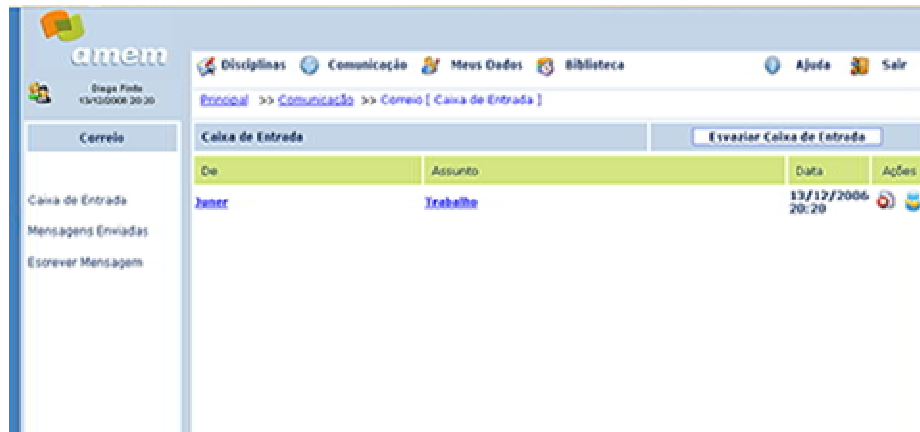 amem
Disciplinas Comunicação Meus Dados Biblioteca Ajuda Sair
Principal >> Comunicação >> Correio [ Caixa de Entrada ]
Correio
Caixa de Entrada
Mensagens Enviadas
Escrever Mensagem
Caixa de Entrada Esvaziar Caixa de Entrada
De Assunto Data Ações
Juner Trabalho 13/12/2006
20:20